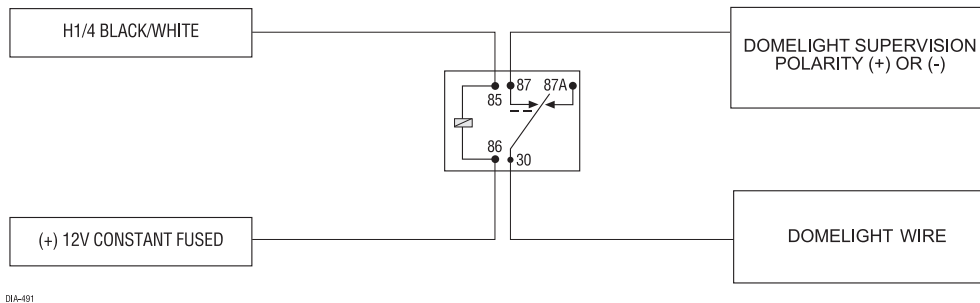 H1/4 BLACK/WHITE
DOMELIGHT SUPERVISION
POLARITY (+) OR (-)
87 87A
85
86
30
(+) 12V CONSTANT FUSED
DOMELIGHT WIRE
DIA-491